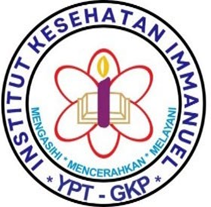 INSTITUT KESEHATAN IMMANUEL
MENGASIHI * MENCERAHKAN * MELAYANI
* YPT - GKP *